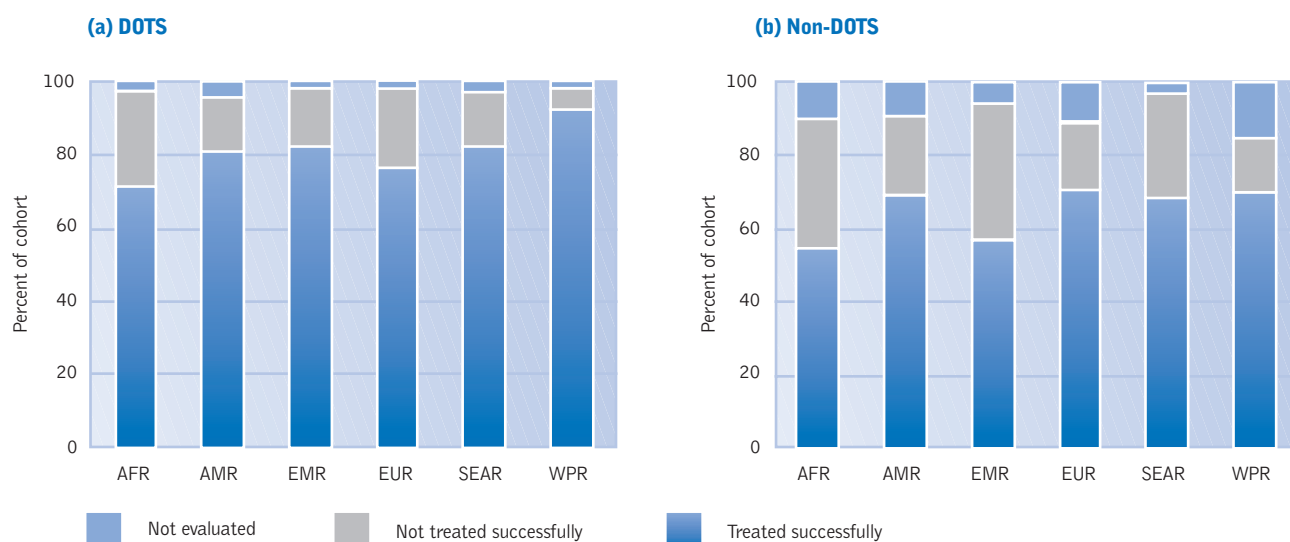 (a) DOTS
Percent of cohort
100
80
60
40
20
0
AFR AMR EMR EUR SEAR WPR
(b) Non-DOTS
Percent of cohort
100
80
60
40
20
0
AFR AMR EMR EUR SEAR WPR
Not evaluated Not treated successfully Treated successfully